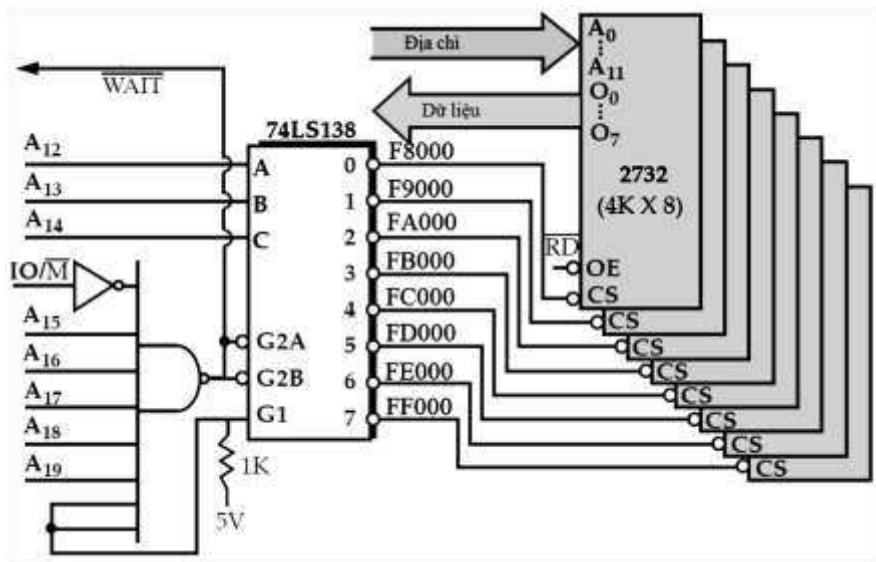 Địa chỉ
A0
A11
O0
O7
Dữ liệu
2732
(4K X 8)
RD
OE
CS
CS
CS
CS
CS
CS
CS
CS
WAIT
74LS138
A12
A13
A14
IO/M
A15
A16
A17
A18
A19
A
B
C
G2A
G2B
G1
0
1
2
3
4
5
6
7
F8000
F9000
FA000
FB000
FC000
FD000
FE000
FF000
1K
5V